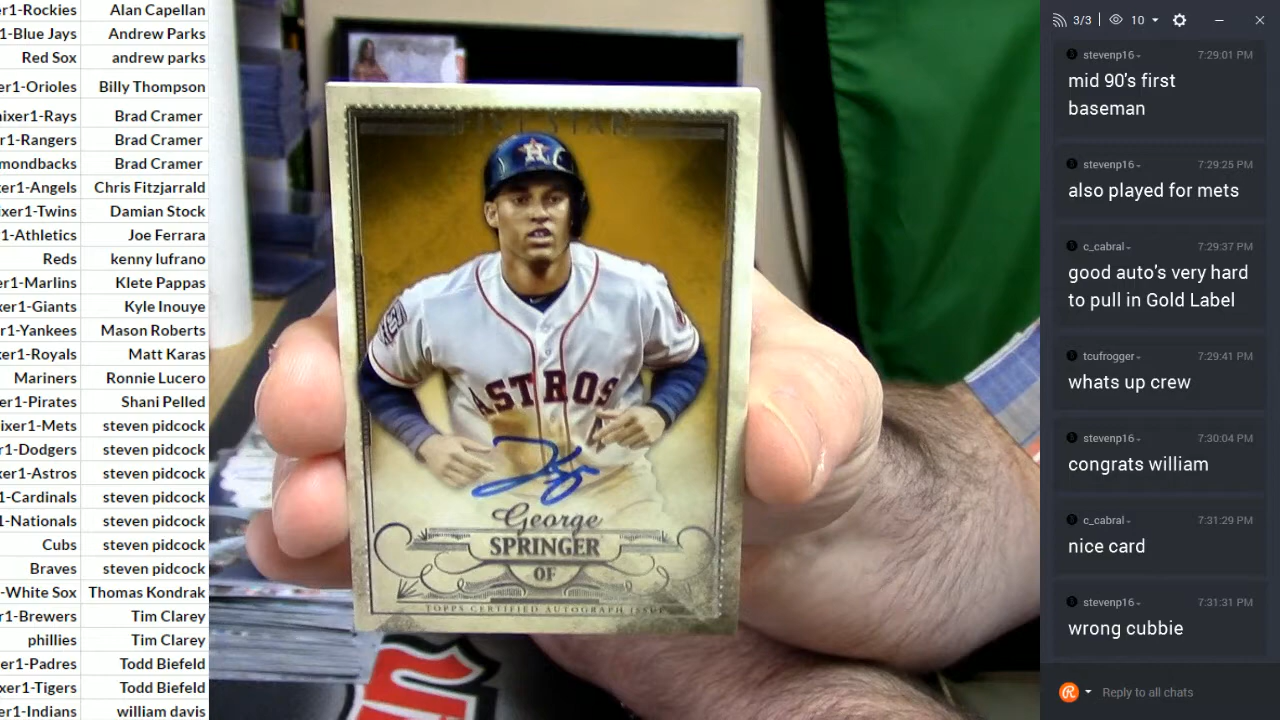 er1-Rockies Alan Capellan
1-Blue Jays Andrew Parks
Red Sox andrew parks
er1-Orioles Billy Thompson
ixer1-Rays Brad Cramer
r1-Rangers Brad Cramer
mondbacks Brad Cramer
er1-Angels Chris Fitzjarrald
ixer1-Twins Damian Stock
1-Athletics Joe Ferrara
Reds kenny lufrano
er1-Marlins Klete Pappas
xer1-Giants Kyle Inouye
r1-Yankees Mason Roberts
er1-Royals Matt Karas
Mariners Ronnie Lucero
er1-Pirates Shani Pelled
ixer1-Mets steven pidcock
r1-Dodgers steven pidcock
xer1-Astros steven pidcock
1-Cardinals steven pidcock
1-Nationals steven pidcock
Cubs steven pidcock
Braves steven pidcock
-White Sox Thomas Kondrak
r1-Brewers Tim Clarey
phillies Tim Clarey
er1-Padres Todd Biefeld
xer1-Tigers Todd Biefeld
er1-Indians william davis
FIVE STAR
H
ASTROS
4
George
SPRINGER
OF
TOPPS CERTIFIED AUTOGRAPH ISSUE
3/3 10
stevenp16 7:29:01 PM
mid 90's first
baseman
stevenp16 7:29:25 PM
also played for mets
c_cabral 7:29:37 PM
good auto's very hard
to pull in Gold Label
tcufrogger 7:29:41 PM
whats up crew
stevenp16 7:30:04 PM
congrats william
c_cabral 7:31:29 PM
nice card
stevenp16 7:31:31 PM
wrong cubbie
Reply to all chats